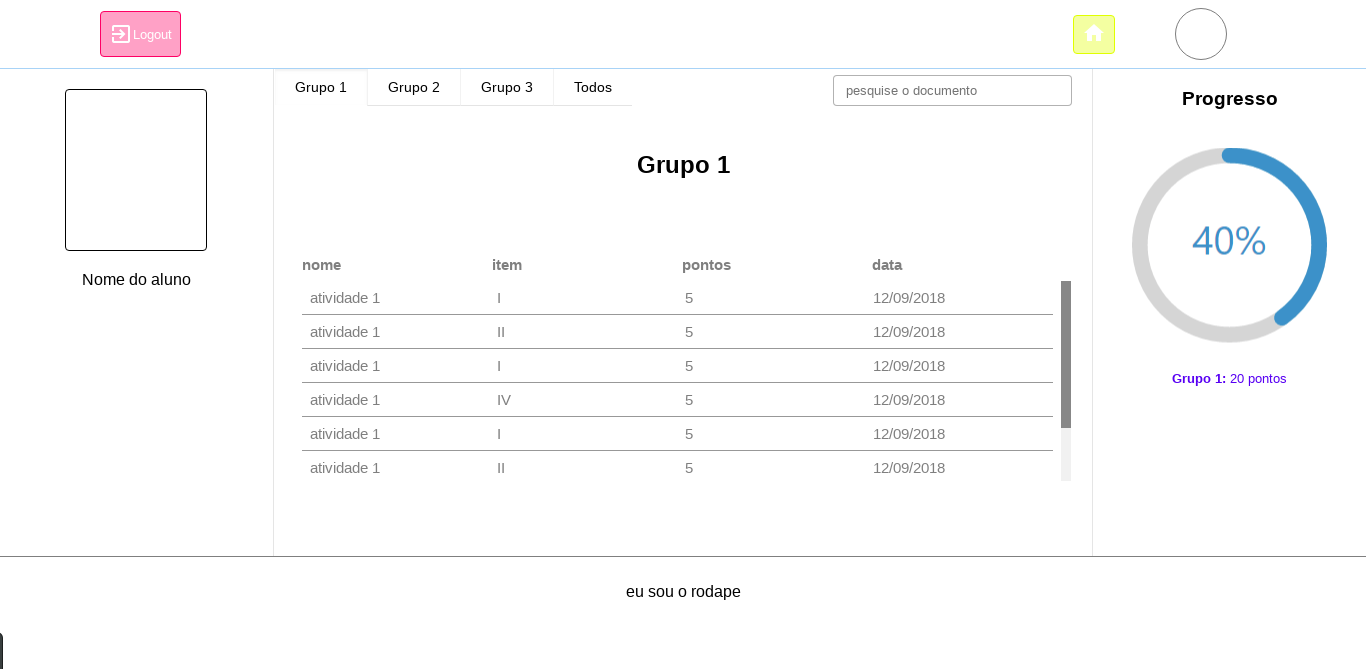 Logout
Grupo 1 Grupo 2 Grupo 3 Todos pesquise o documento
Nome do aluno
Grupo 1
nome item pontos data
atividade 1 I 5 12/09/2018
atividade 1 II 5 12/09/2018
atividade 1 I 5 12/09/2018
atividade 1 IV 5 12/09/2018
atividade 1 I 5 12/09/2018
atividade 1 II 5 12/09/2018
Progresso
40%
Grupo 1: 20 pontos
eu sou o rodape